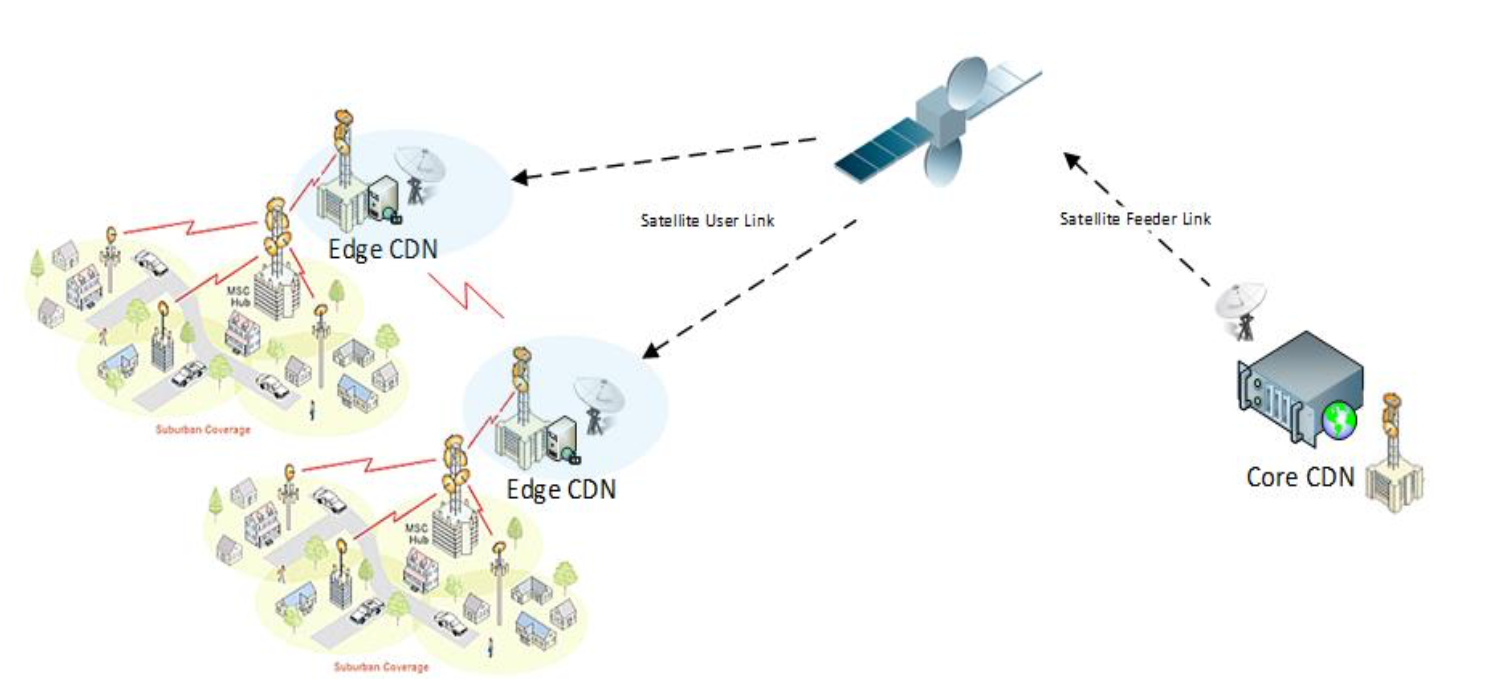 Satellite User Link
Satellite Feeder Link
Edge CDN
MSC
Hub
Suburban Coverage
Edge CDN
Core CDN
MSC
Hub
Suburban Coverage